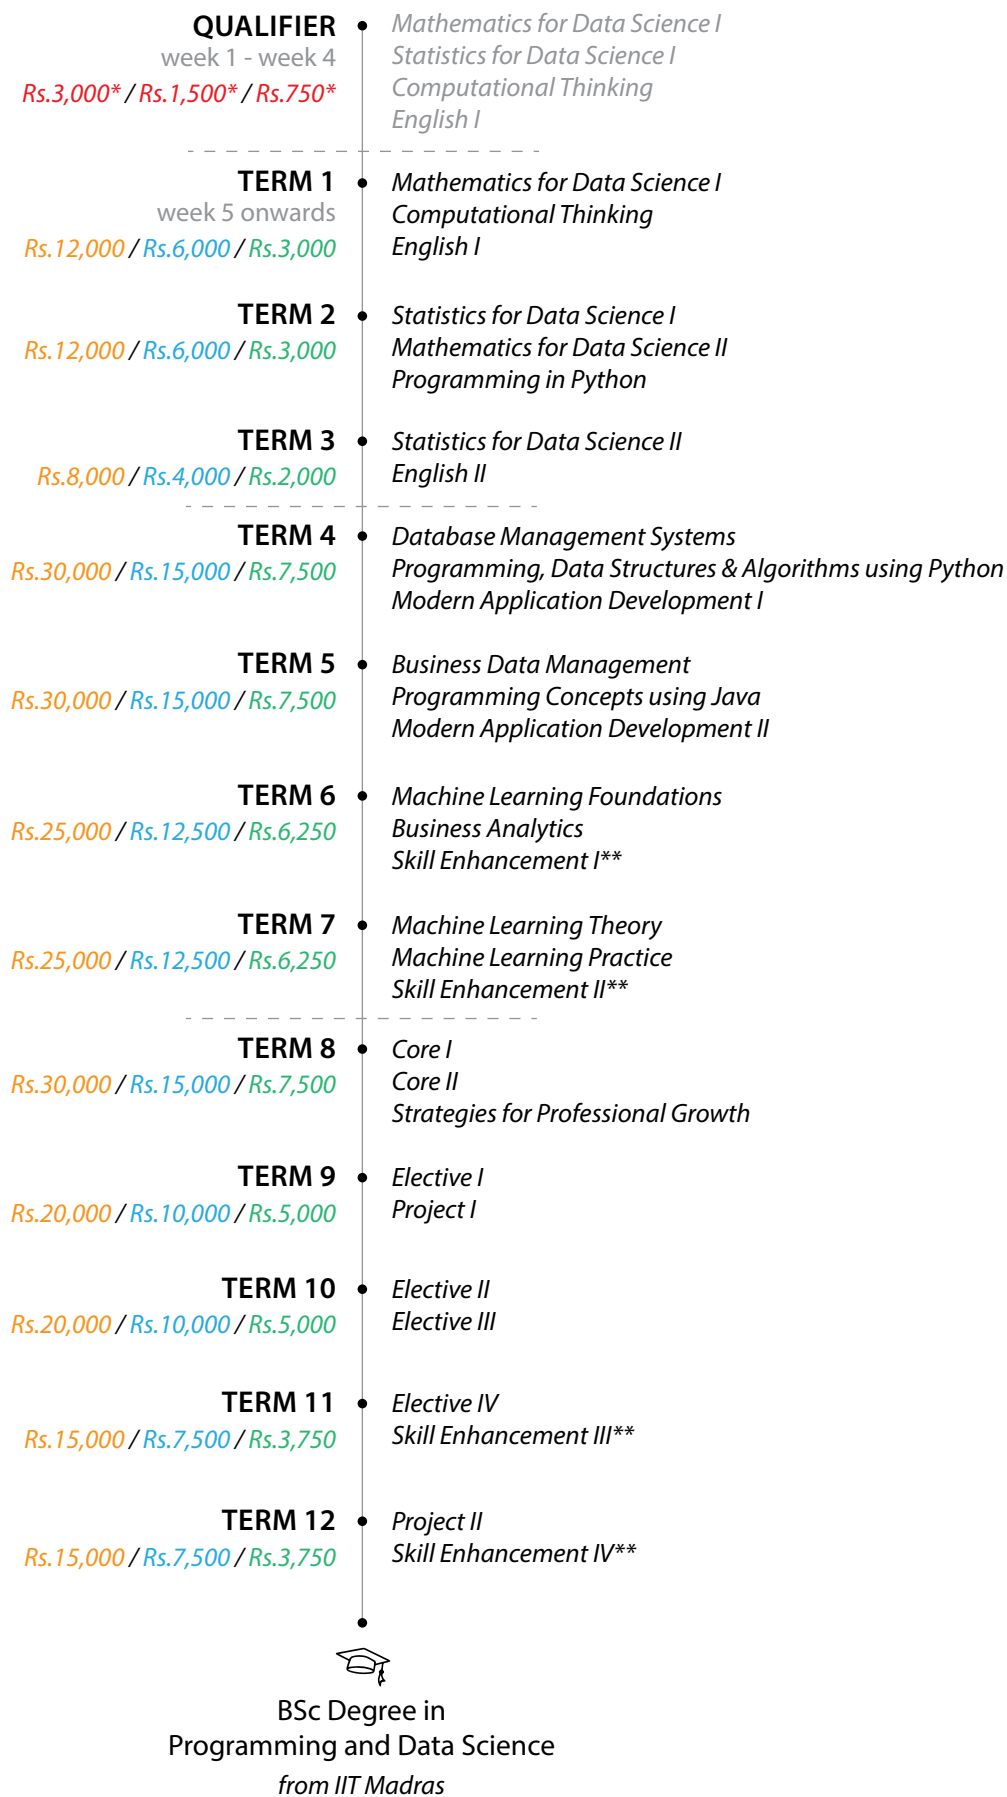 QUALIFIER
week 1 - week 4
Rs.3,000* / Rs.1,500* / Rs.750*
Mathematics for Data Science I
Statistics for Data Science I
Computational Thinking
English I
TERM 1
week 5 onwards
Rs.12,000 / Rs.6,000 / Rs.3,000
Mathematics for Data Science I
Computational Thinking
English I
TERM 2
Rs.12,000 / Rs.6,000 / Rs.3,000
Statistics for Data Science I
Mathematics for Data Science II
Programming in Python
TERM 3
Rs.8,000 / Rs.4,000 / Rs.2,000
Statistics for Data Science II
English II
TERM 4
Rs.30,000 / Rs.15,000 / Rs.7,500
Database Management Systems
Programming, Data Structures & Algorithms using Python
Modern Application Development I
TERM 5
Rs.30,000 / Rs.15,000 / Rs.7,500
Business Data Management
Programming Concepts using Java
Modern Application Development II
TERM 6
Rs.25,000 / Rs.12,500 / Rs.6,250
Machine Learning Foundations
Business Analytics
Skill Enhancement I**
TERM 7
Rs.25,000 / Rs.12,500 / Rs.6,250
Machine Learning Theory
Machine Learning Practice
Skill Enhancement II**
TERM 8
Rs.30,000 / Rs.15,000 / Rs.7,500
Core I
Core II
Strategies for Professional Growth
TERM 9
Rs.20,000 / Rs.10,000 / Rs.5,000
Elective I
Project I
TERM 10
Rs.20,000 / Rs.10,000 / Rs.5,000
Elective II
Elective III
TERM 11
Rs.15,000 / Rs.7,500 / Rs.3,750
Elective IV
Skill Enhancement III**
TERM 12
Rs.15,000 / Rs.7,500 / Rs.3,750
Project II
Skill Enhancement IV**
BSc Degree in
Programming and Data Science
from IIT Madras